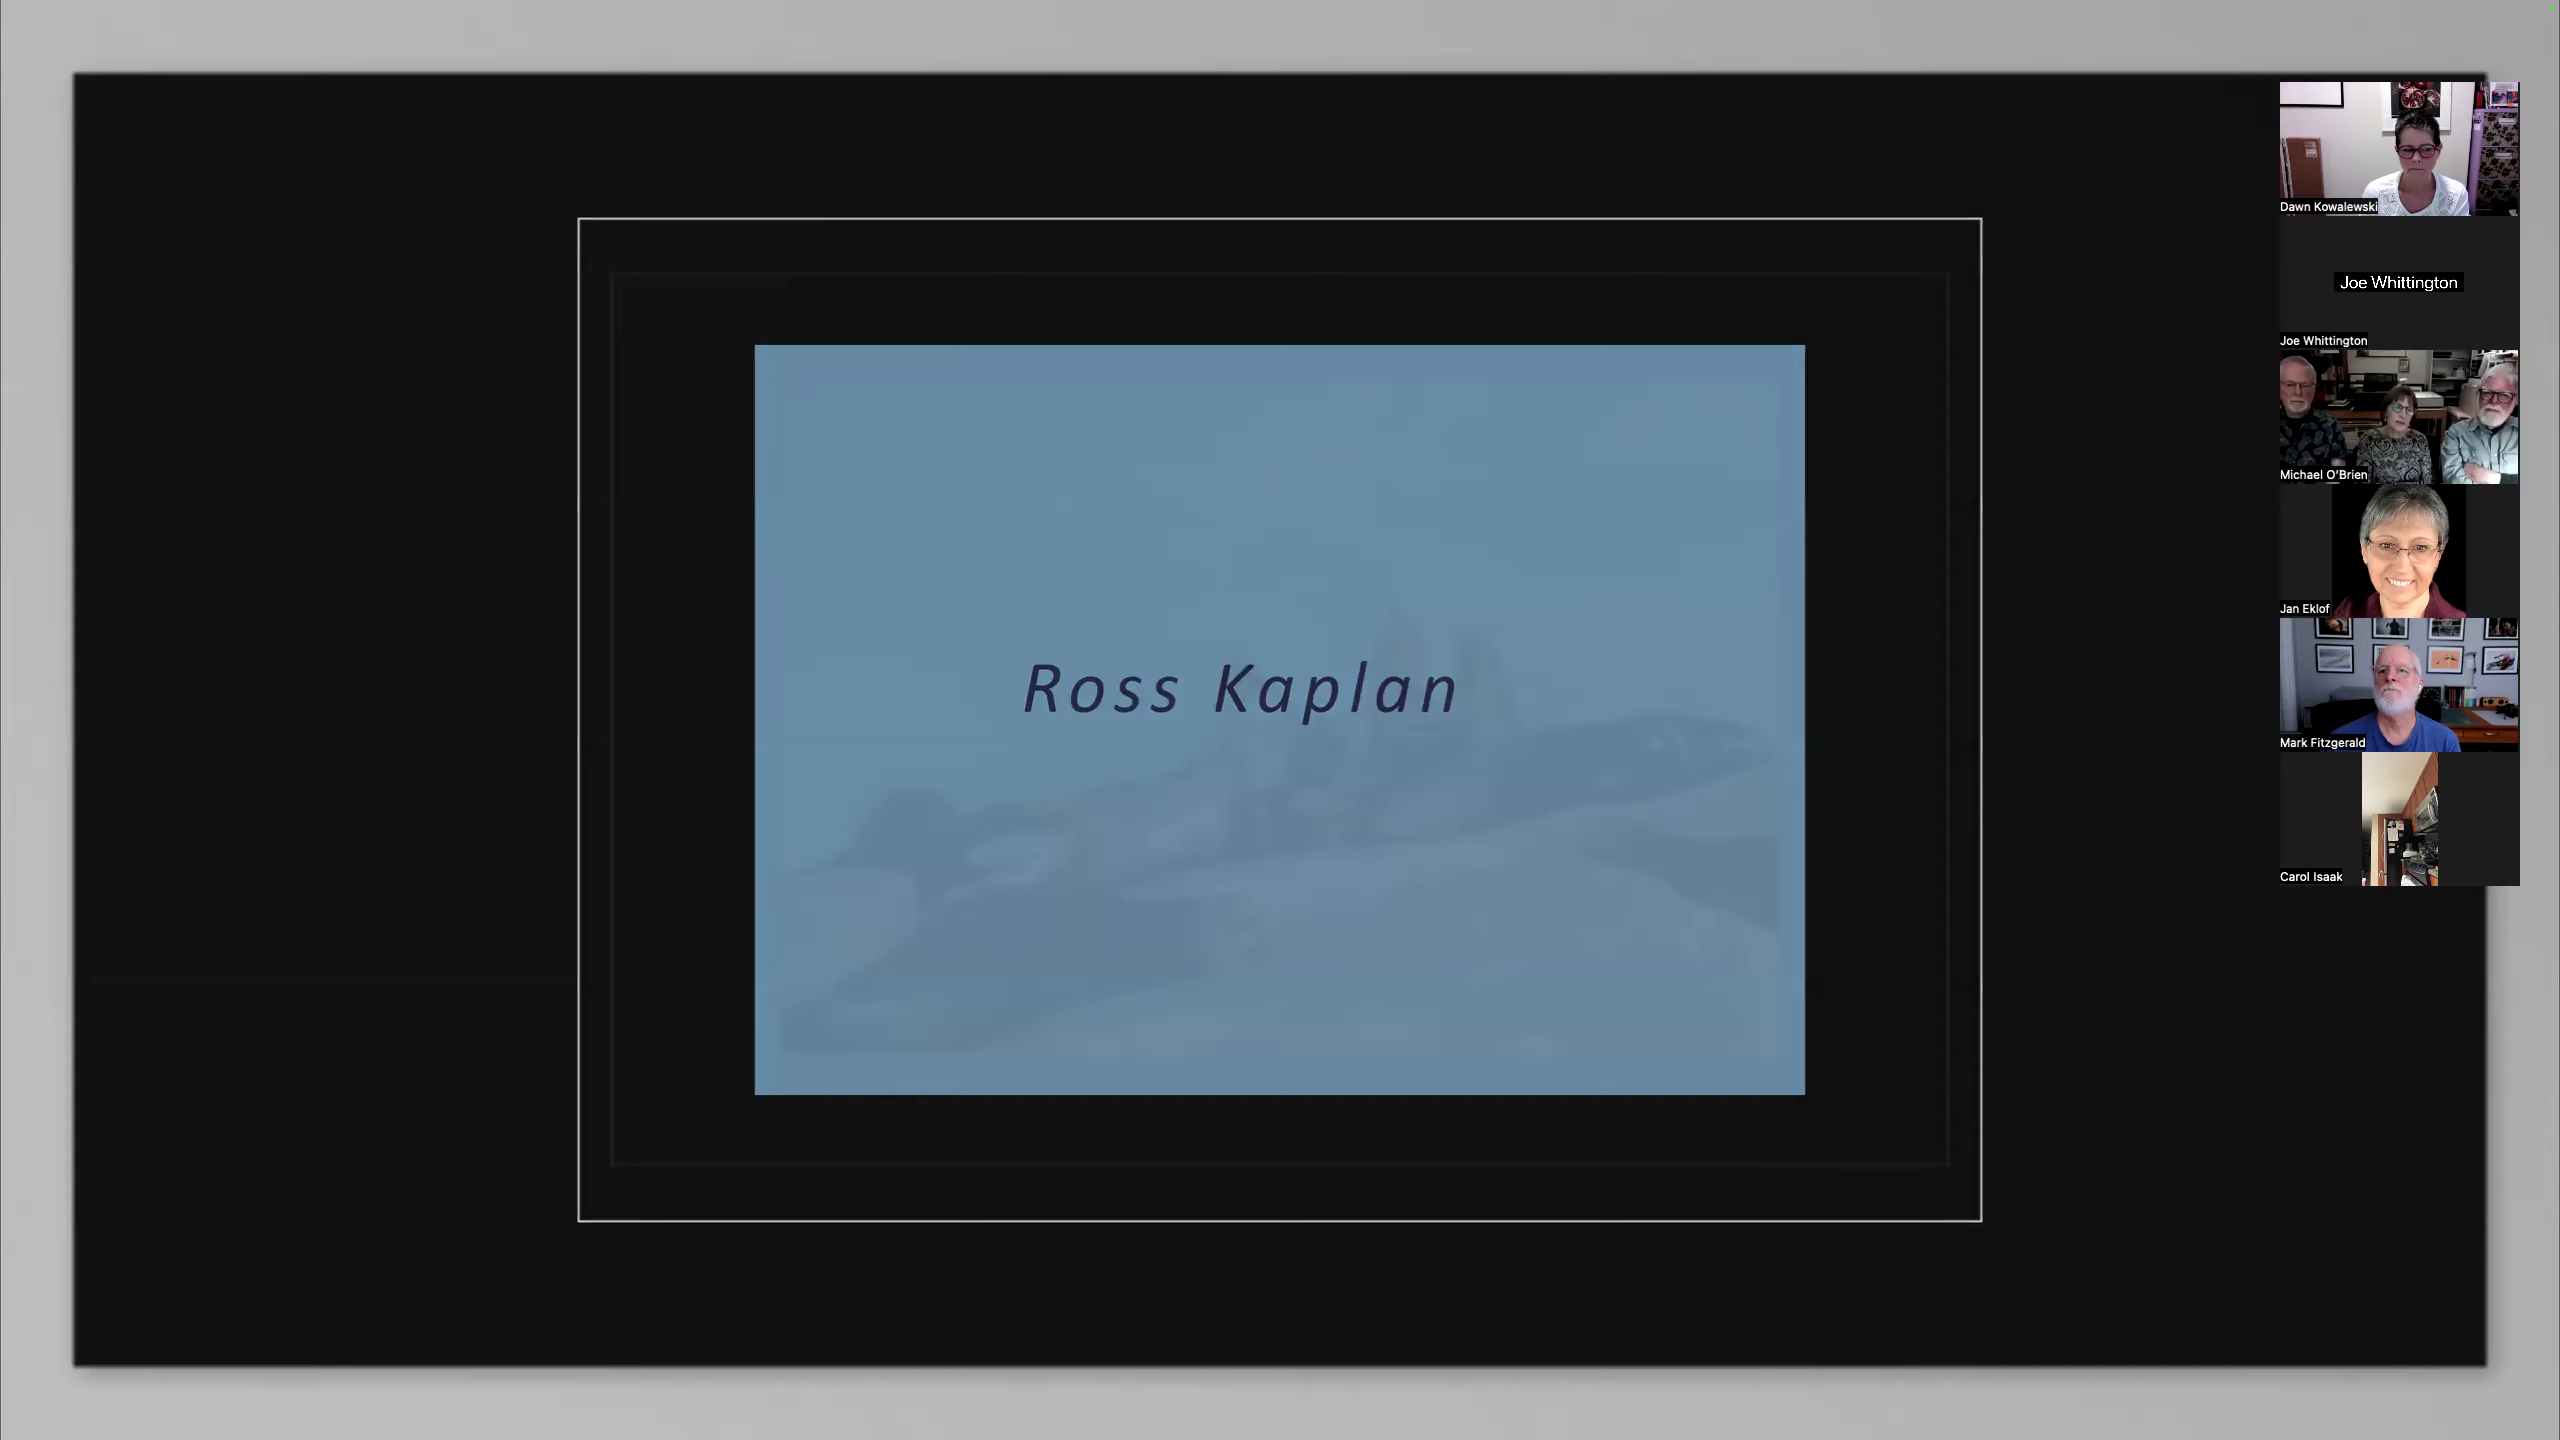 Ross Kaplan
Dawn Kowalewski
Joe Whittington
Joe Whittington
Michael O'Brien
Jan Eklof
Mark Fitzgerald
Carol Isaak